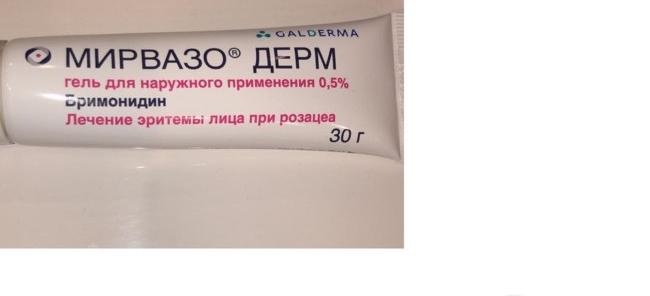 GALDERMA
МИРВАЗО® ДЕРМ
гель для наружного применения 0,5%
Бримонидин
Лечение эритемы лица при розацеа
30 г